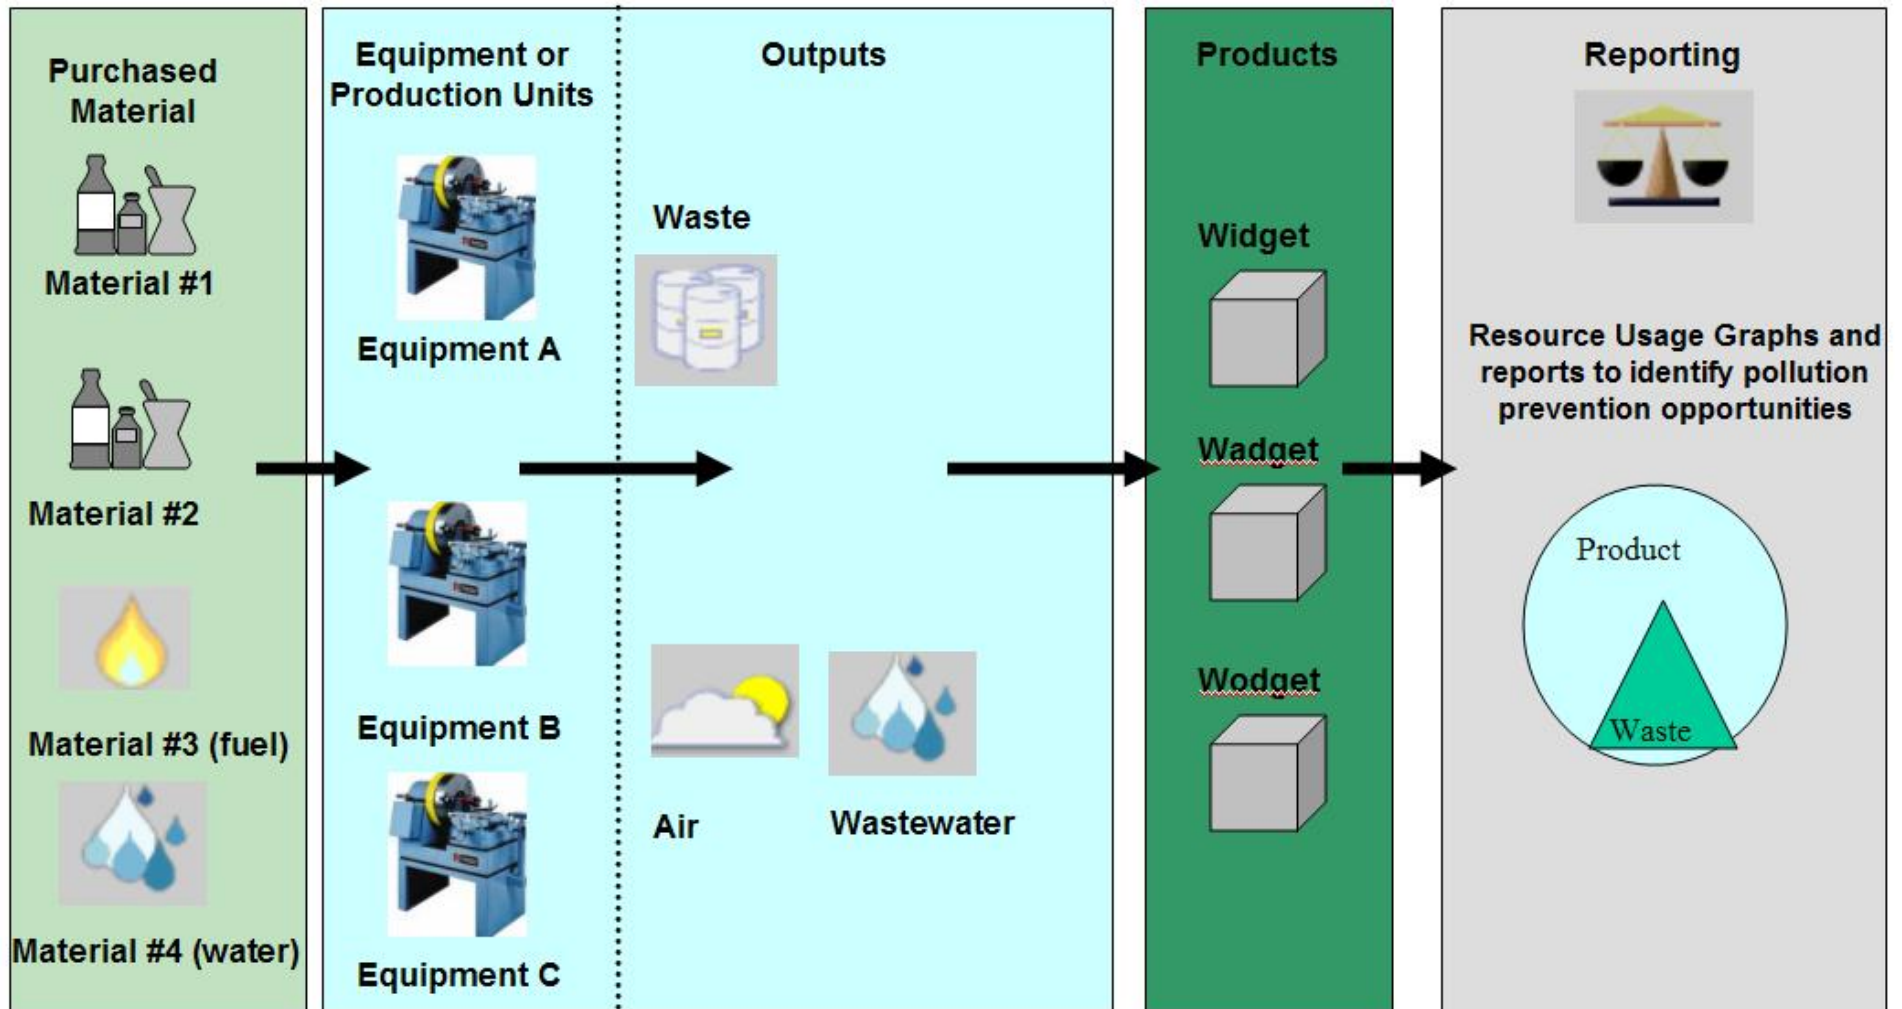 Purchased
Material
Material #1
Material #2
Material #3 (fuel)
Material #4 (water)
Equipment or
Production Units
Equipment A
Equipment B
Equipment C
Outputs
Waste
Air
Wastewater
Products
Widget
Wadget
Wodget
Reporting
Resource Usage Graphs and
reports to identify pollution
prevention opportunities
Product
Waste